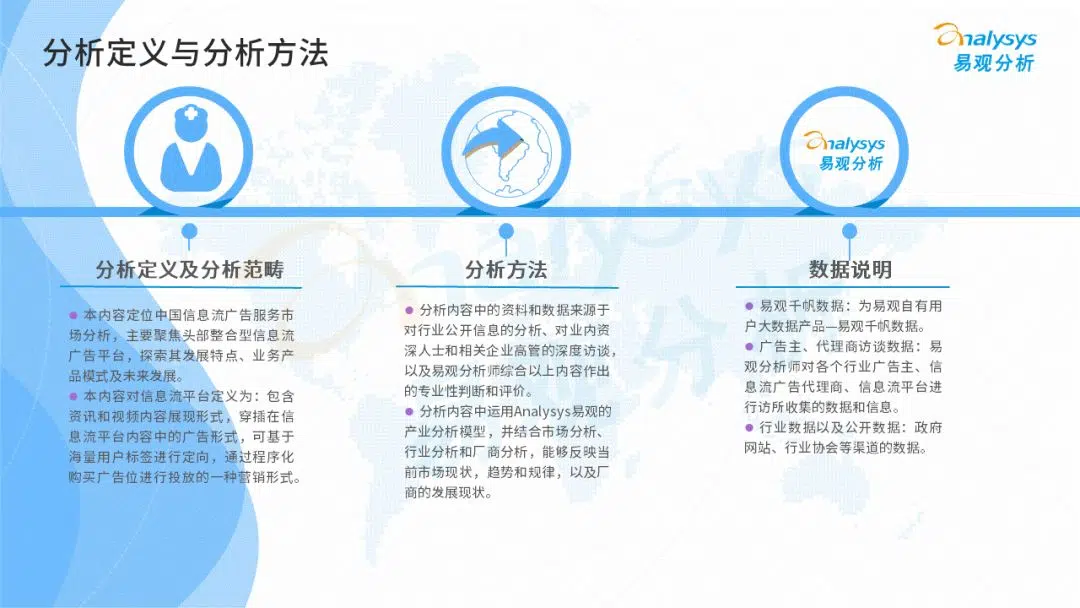 分析定义与分析方法
analysys
易观分析
analysys
易观分析
分析定义及分析范畴
● 本内容定位中国信息流广告服务市
场分析，主要聚焦头部整合型信息流
广告平台，探索其发展特点、业务产
品模式及未来发展。
● 本内容对信息流平台定义为：包含
资讯和视频内容展现形式，穿插在信
息流平台内容中的广告形式，可基于
海量用户标签进行定向，通过程序化
购买广告位进行投放的一种营销形式。
分析方法
● 分析内容中的资料和数据来源于
对行业公开信息的分析、对业内资
深人士和相关企业高管的深度访谈，
以及易观分析师综合以上内容作出
的专业性判断和评价。
● 分析内容中运用Analysys易观的
产业分析模型，并结合市场分析、
行业分析和厂商分析，能够反映当
前市场现状，趋势和规律，以及厂
商的发展现状。
数据说明
● 易观千帆数据：为易观自有用
户大数据产品—易观千帆数据。
● 广告主、代理商访谈数据：易
观分析师对各个行业广告主、信
息流广告代理商、信息流平台进
行访所收集的数据和信息。
● 行业数据以及公开数据：政府
网站、行业协会等渠道的数据。